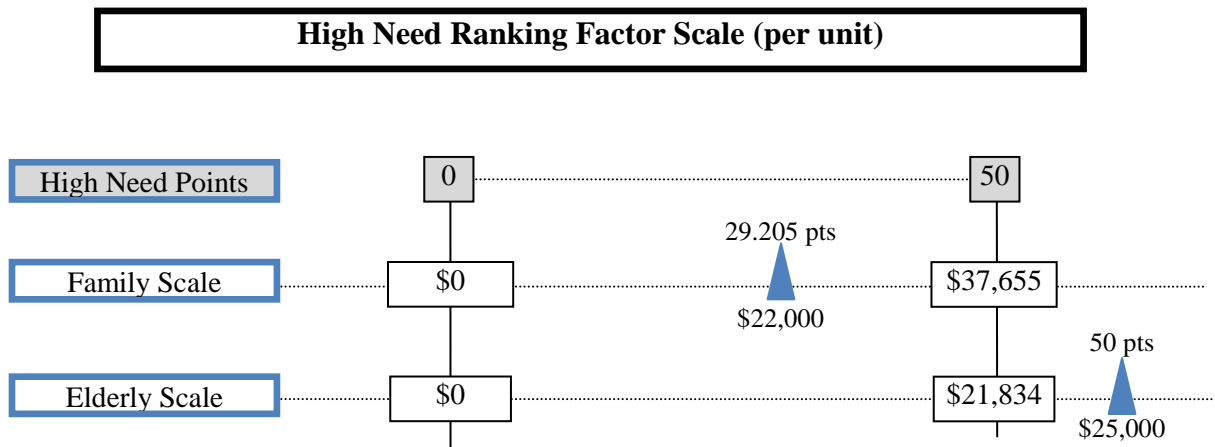 High Need Ranking Factor Scale (per unit)
High Need Points
0
50
29.205 pts
Family Scale
$0
$37,655
$22,000
50 pts
Elderly Scale
$0
$21,834
$25,000